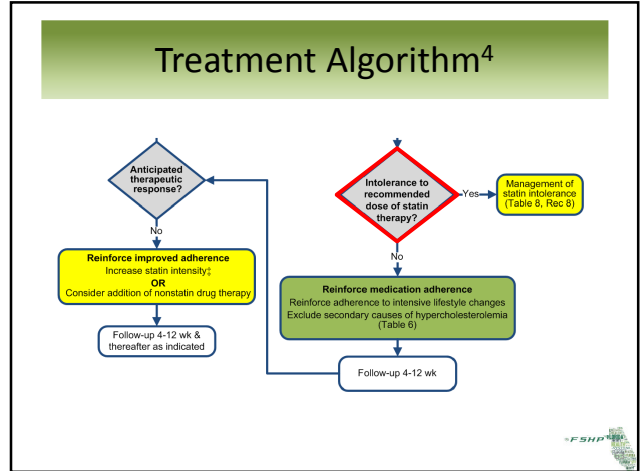 Treatment Algorithm4
Anticipated
therapeutic
response?
No
Reinforce improved adherence
Increase statin intensity‡
OR
Consider addition of nonstatin drug therapy
Follow-up 4-12 wk &
thereafter as indicated
Intolerance to
recommended
dose of statin
therapy?
Yes
Management of
statin intolerance
(Table 8, Rec 8)
No
Reinforce medication adherence
Reinforce adherence to intensive lifestyle changes
Exclude secondary causes of hypercholesterolemia
(Table 6)
Follow-up 4-12 wk
FSHP